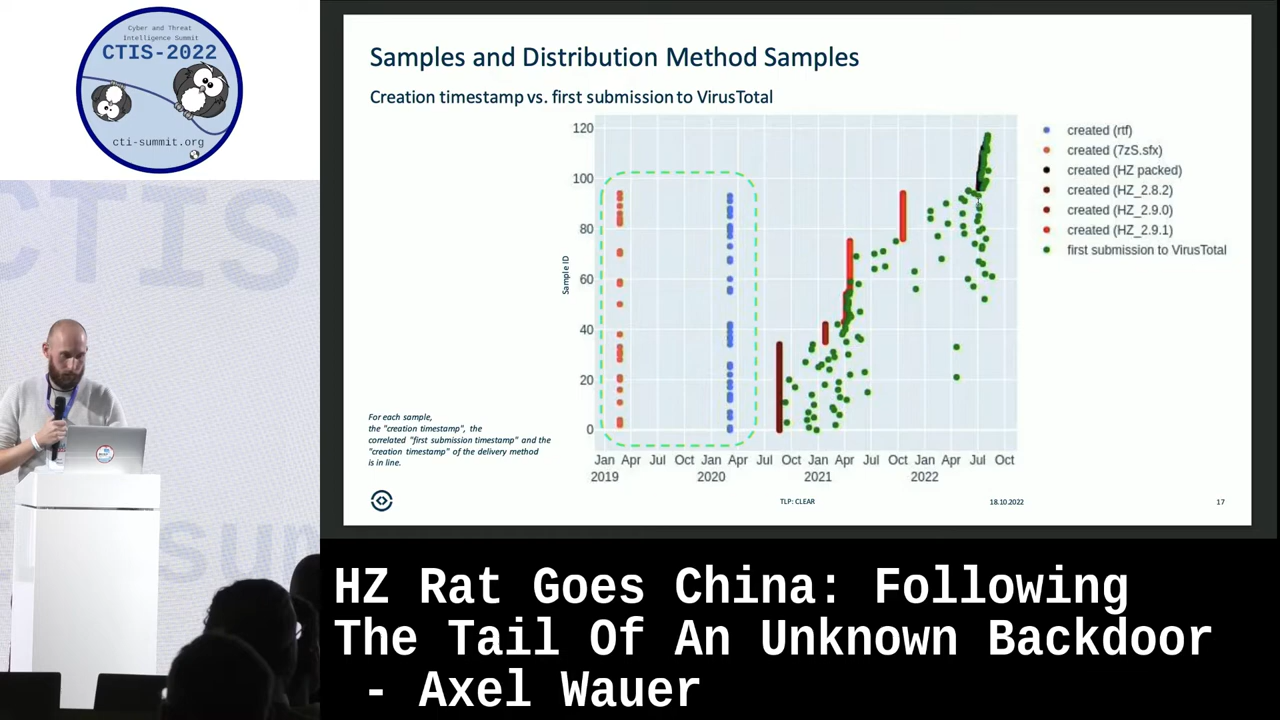 Cyber and Threat
Intelligence Summit
CTIS-2022
cti-summit.org
CTIS
sum
Samples and Distribution Method Samples
Creation timestamp vs. first submission to VirusTotal
120
100
80
60
40
20
0
Sample ID
Jan Apr Jul Oct Jan Apr Jul Oct Jan Apr Jul Oct Jan Apr Jul Oct
2019 2020 2021 2022
created (rtf)
created (7zS.sfx)
created (HZ packed)
created (HZ_2.8.2)
created (HZ_2.9.0)
created (HZ_2.9.1)
first submission to VirusTotal
For each sample,
the "creation timestamp", the
correlated "first submission timestamp" and the
"creation timestamp" of the delivery method
is in line.
TLP: CLEAR 18.10.2022 17
HZ Rat Goes China: Following
The Tail Of An Unknown Backdoor
- Axel Wauer